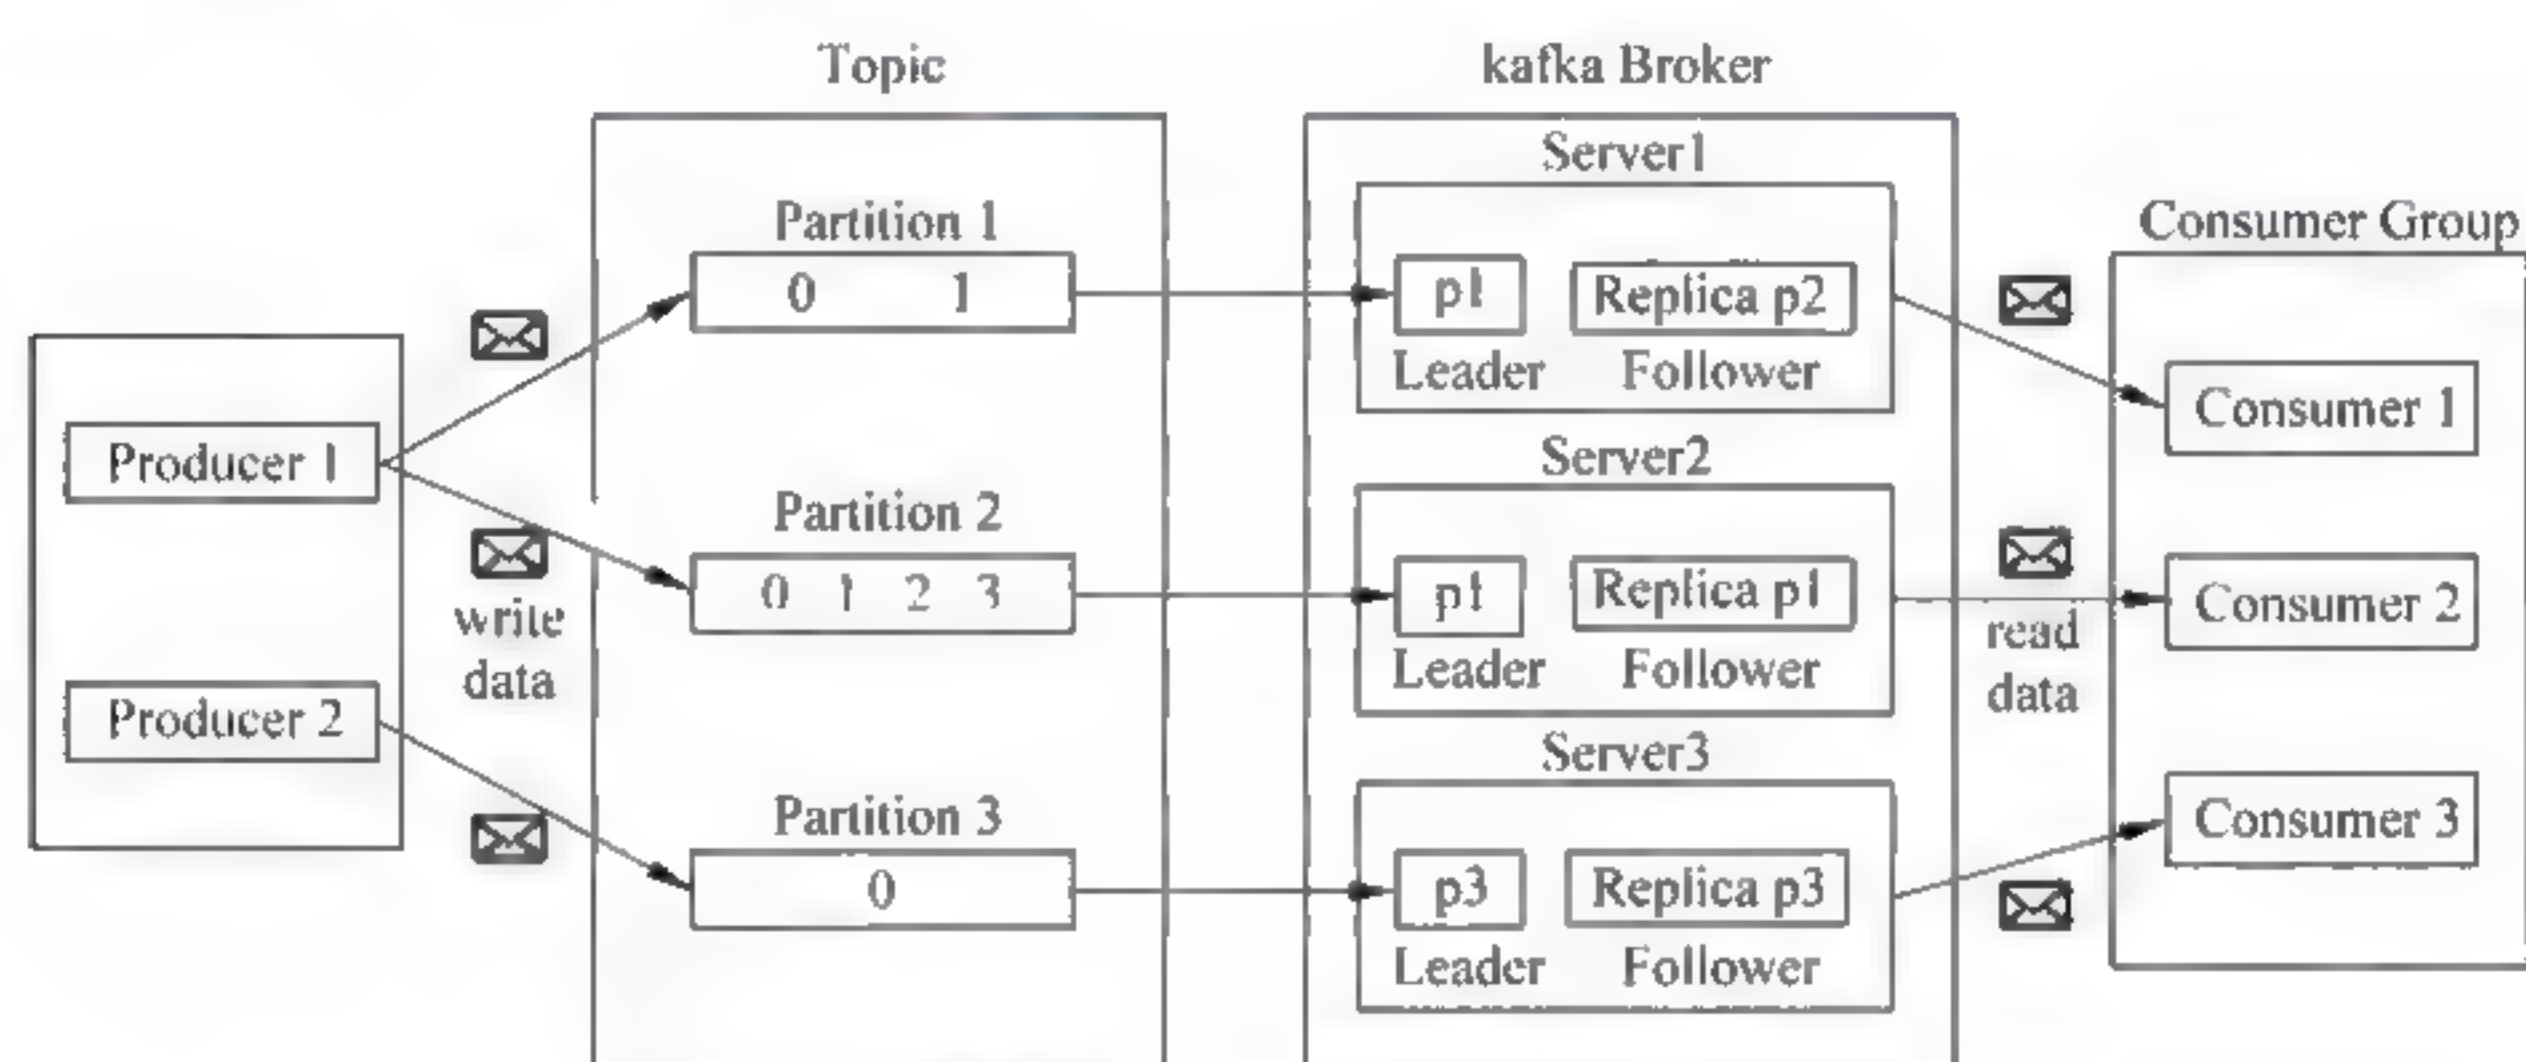 Topic
kafka Broker
Server1
Partition 1
Consumer Group
0 1
p1
Replica p2
Leader Follower
Consumer 1
Producer 1
Server2
Partition 2
0 1 2 3
p1
Replica p1
Consumer 2
write
data
read
data
Leader Follower
Producer 2
Server3
Partition 3
Consumer 3
0
p3
Replica p3
Leader Follower